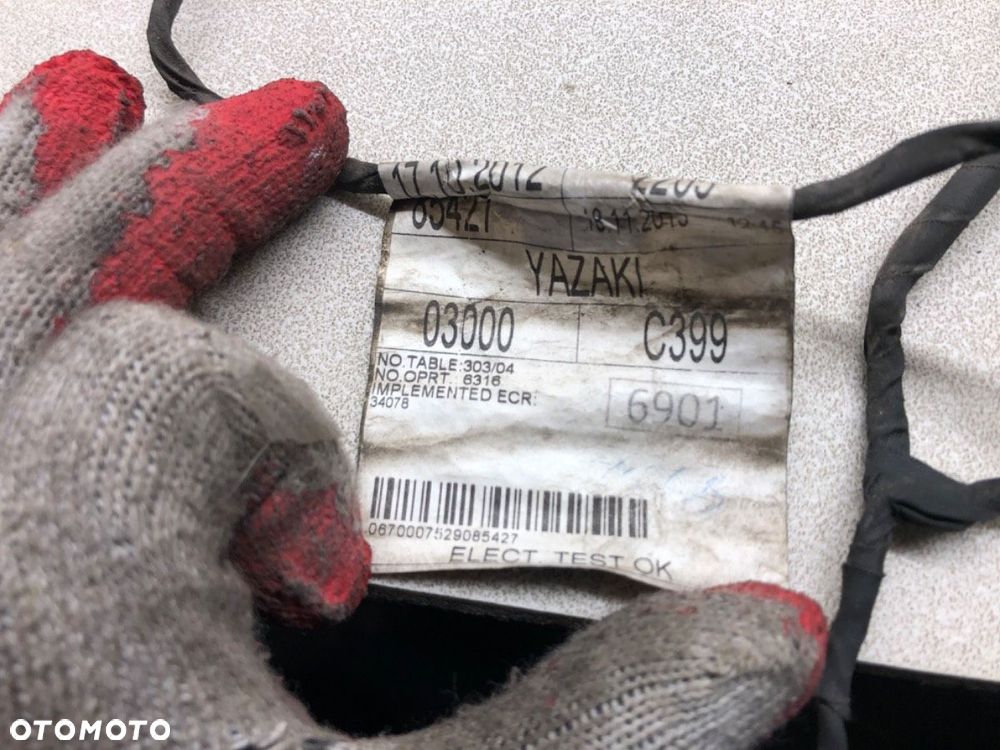 17.10.2012
85427 18.11.2013
YAZAKI
03000 C399
NO.TABLE:303/04
NO.OPRT. 6316
IMPLEMENTED ECR:
34078
6901
0670007529085427
ELECT TEST OK
OTOMOTO